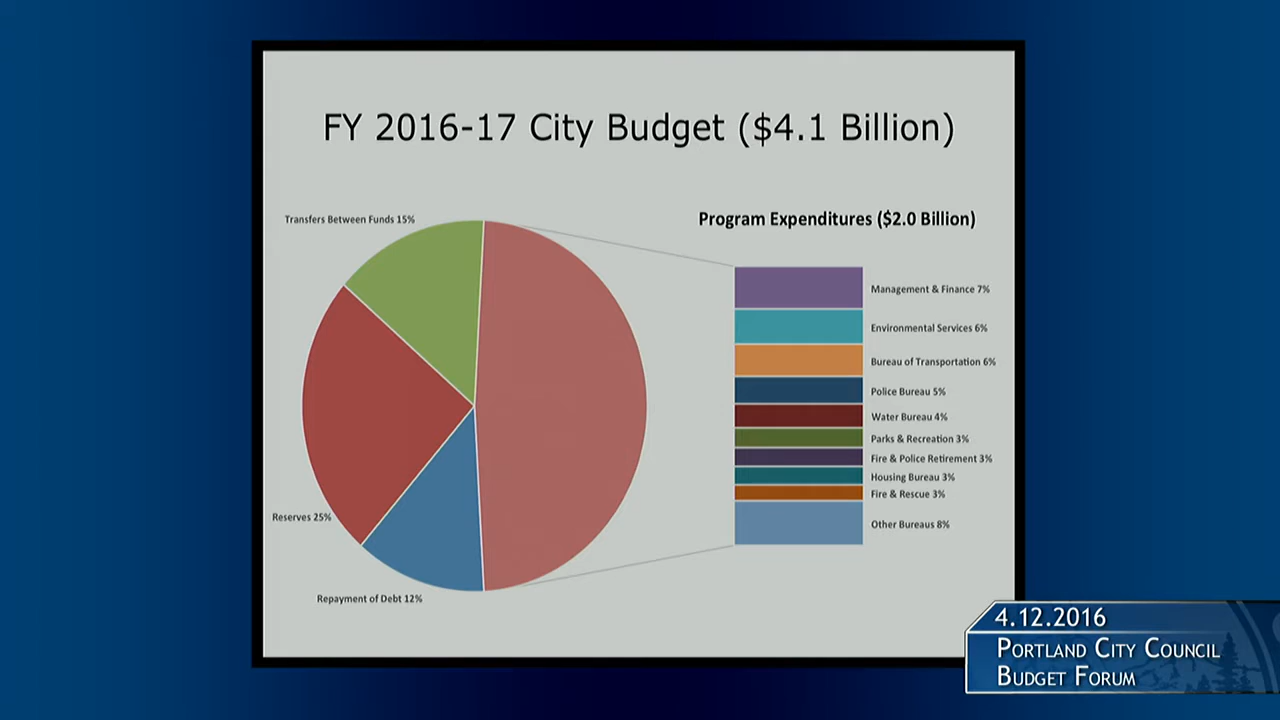 FY 2016-17 City Budget ($4.1 Billion)
Transfers Between Funds 15%
Reserves 25%
Repayment of Debt 12%
Program Expenditures ($2.0 Billion)
Management & Finance 7%
Environmental Services 6%
Bureau of Transportation 6%
Police Bureau 5%
Water Bureau 4%
Parks & Recreation 3%
Fire & Police Retirement 3%
Housing Bureau 3%
Fire & Rescue 3%
Other Bureaus 8%
4.12.2016
Portland City Council
Budget Forum